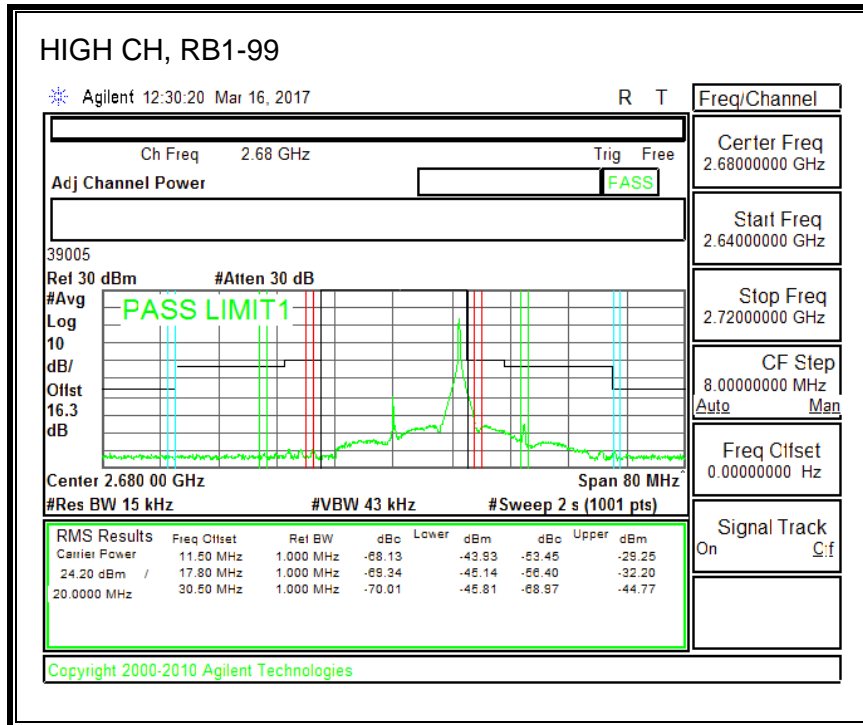 HIGH CH, RB1-99
Agilent 12:30:20 Mar 16, 2017 R T
Freq/Channel
Ch Freq 2.68 GHz Trig Free
Adj Channel Power PASS
Center Freq
2.68000000 GHz
Start Freq
2.64000000 GHz
Stop Freq
2.72000000 GHz
CF Step
8.00000000 MHz
Auto Man
Freq Offset
0.00000000 Hz
Signal Track
On Off
39005
Ref 30 dBm #Atten 30 dB
#Avg
Log
10
dB/
Offst
16.3
dB
PASS LIMIT1
Center 2.680 00 GHz Span 80 MHz
#Res BW 15 kHz #VBW 43 kHz #Sweep 2 s (1001 pts)
RMS Results Freq Offset Ref BW dBc Lower dBm dBc Upper dBm
Carrier Power 11.50 MHz 1.000 MHz -68.13 -43.93 -53.45 -29.25
24.20 dBm / 17.80 MHz 1.000 MHz -69.34 -45.14 -56.40 -32.20
20.0000 MHz 30.50 MHz 1.000 MHz -70.01 -45.81 -68.97 -44.77
Copyright 2000-2010 Agilent Technologies